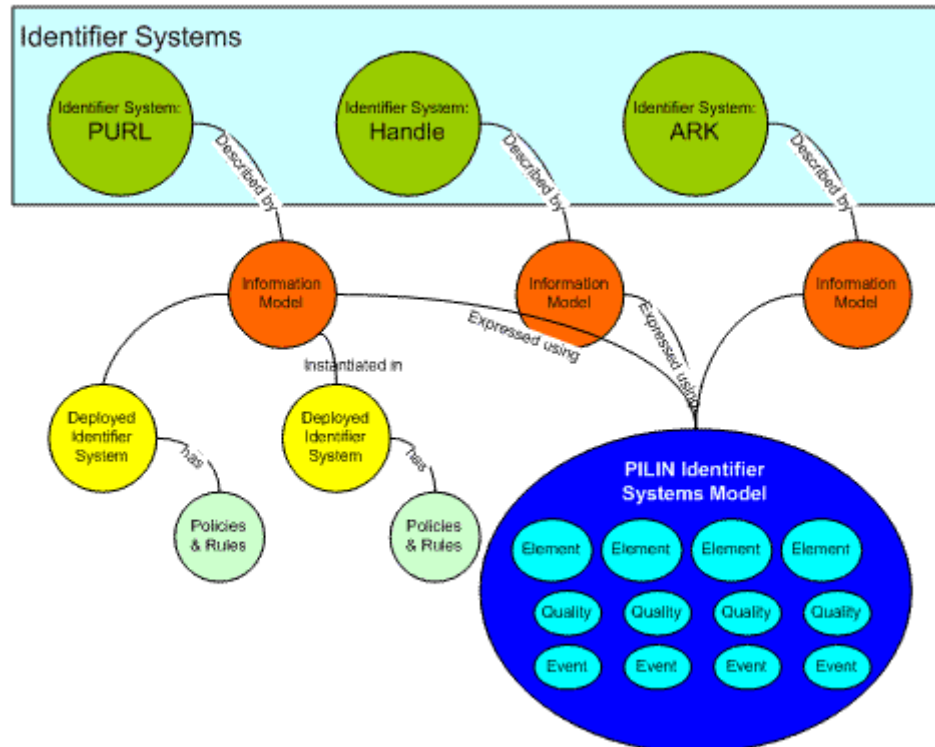 Identifier Systems
Identifier System:
PURL
Identifier System:
Handle
Identifier System:
ARK
Described by
Described by
Described by
Information
Model
Information
Model
Information
Model
Expressed using
Expressed using
Instantiated in
Deployed
Identifier
System
Deployed
Identifier
System
has
has
Policies
& Rules
Policies
& Rules
PILIN Identifier
Systems Model
Element Element Element Element
Quality Quality Quality Quality
Event Event Event Event